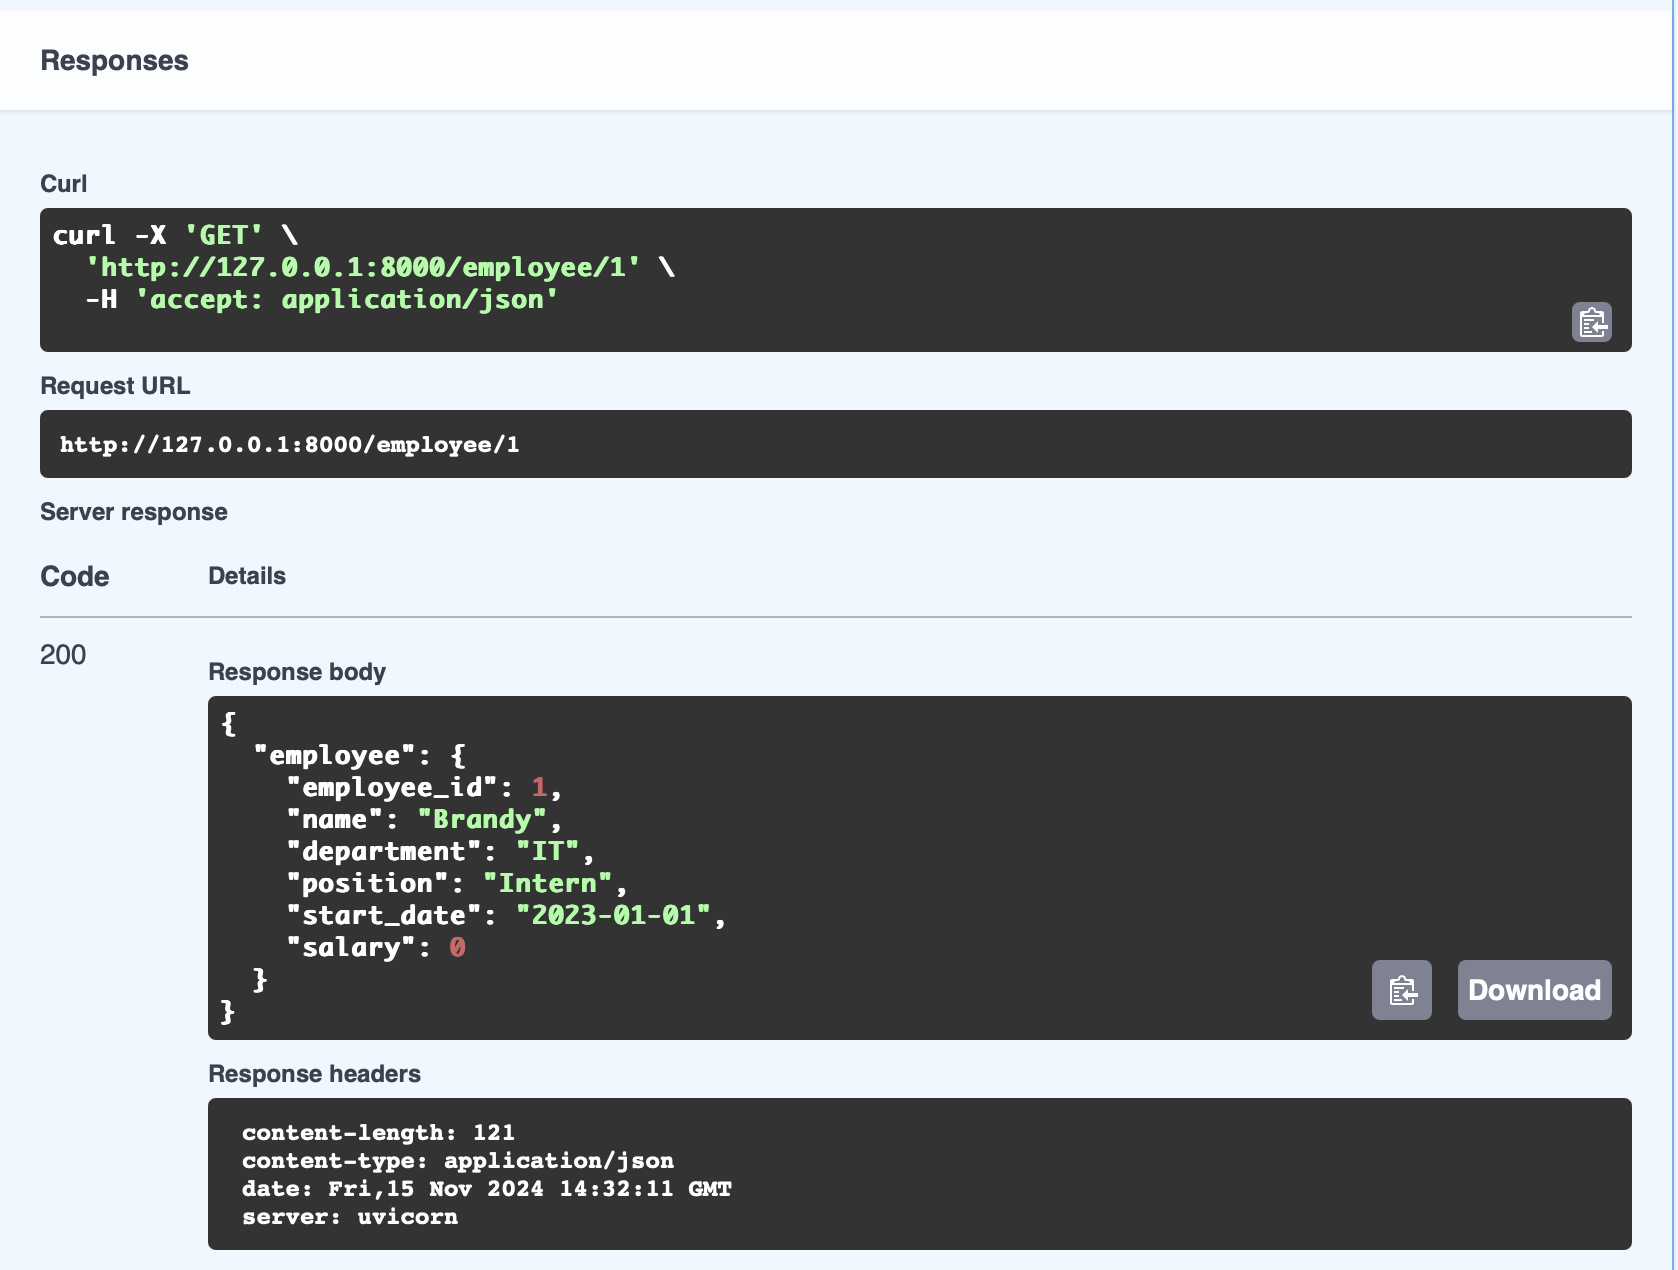 Responses
Curl
curl -X 'GET' \
  'http://127.0.0.1:8000/employee/1' \
  -H 'accept: application/json'
Request URL
http://127.0.0.1:8000/employee/1
Server response
Code Details
200
Response body
{
  "employee": {
    "employee_id": 1,
    "name": "Brandy",
    "department": "IT",
    "position": "Intern",
    "start_date": "2023-01-01",
    "salary": 0
  }
}
Download
Response headers
content-length: 121
content-type: application/json
date: Fri,15 Nov 2024 14:32:11 GMT
server: uvicorn